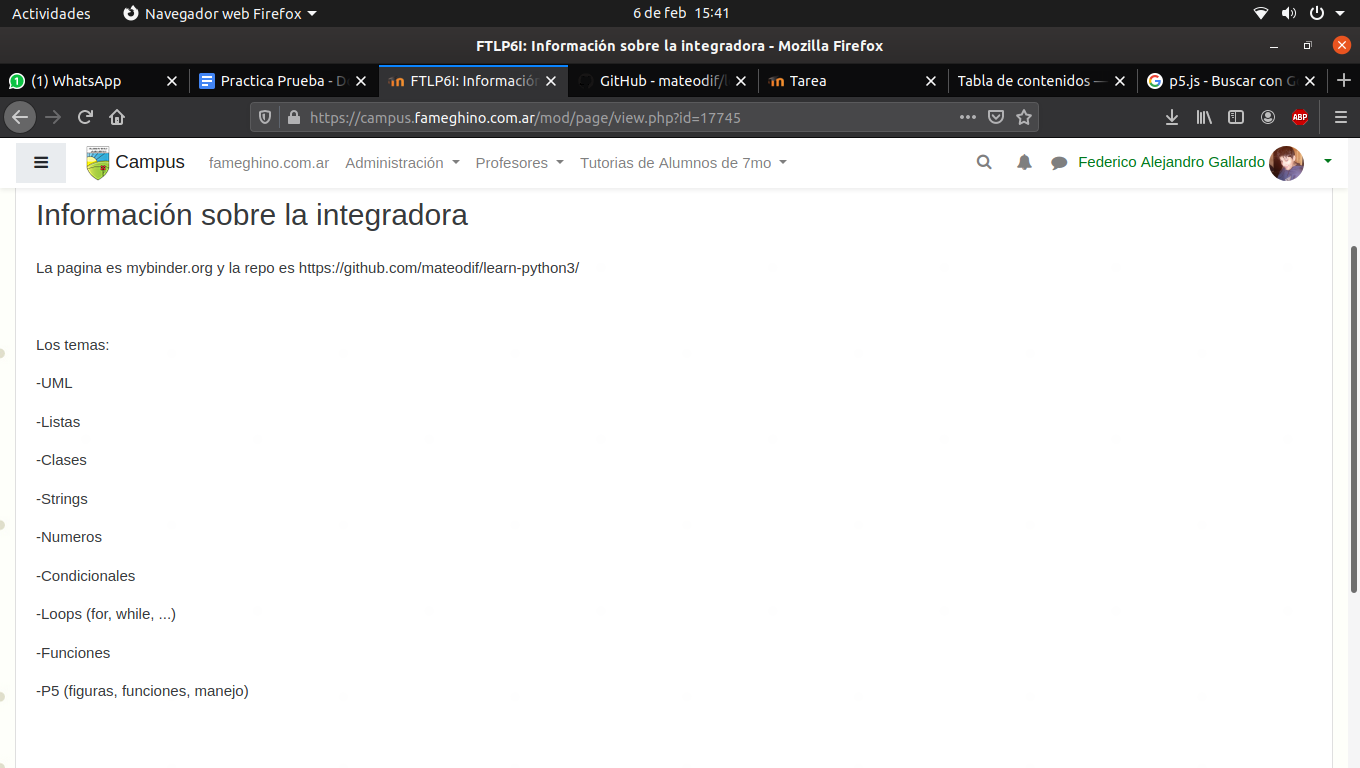 Actividades Navegador web Firefox 6 de feb 15:41
FTLP6I: Información sobre la integradora - Mozilla Firefox
(1) WhatsApp Practica Prueba - D FTLP6I: Información GitHub - mateodif/l Tarea Tabla de contenidos — p5.js - Buscar con G
https://campus.fameghino.com.ar/mod/page/view.php?id=17745 ABP
Campus fameghino.com.ar Administración Profesores Tutorias de Alumnos de 7mo Federico Alejandro Gallardo
Información sobre la integradora
La pagina es mybinder.org y la repo es https://github.com/mateodif/learn-python3/
Los temas:
-UML
-Listas
-Clases
-Strings
-Numeros
-Condicionales
-Loops (for, while, ...)
-Funciones
-P5 (figuras, funciones, manejo)